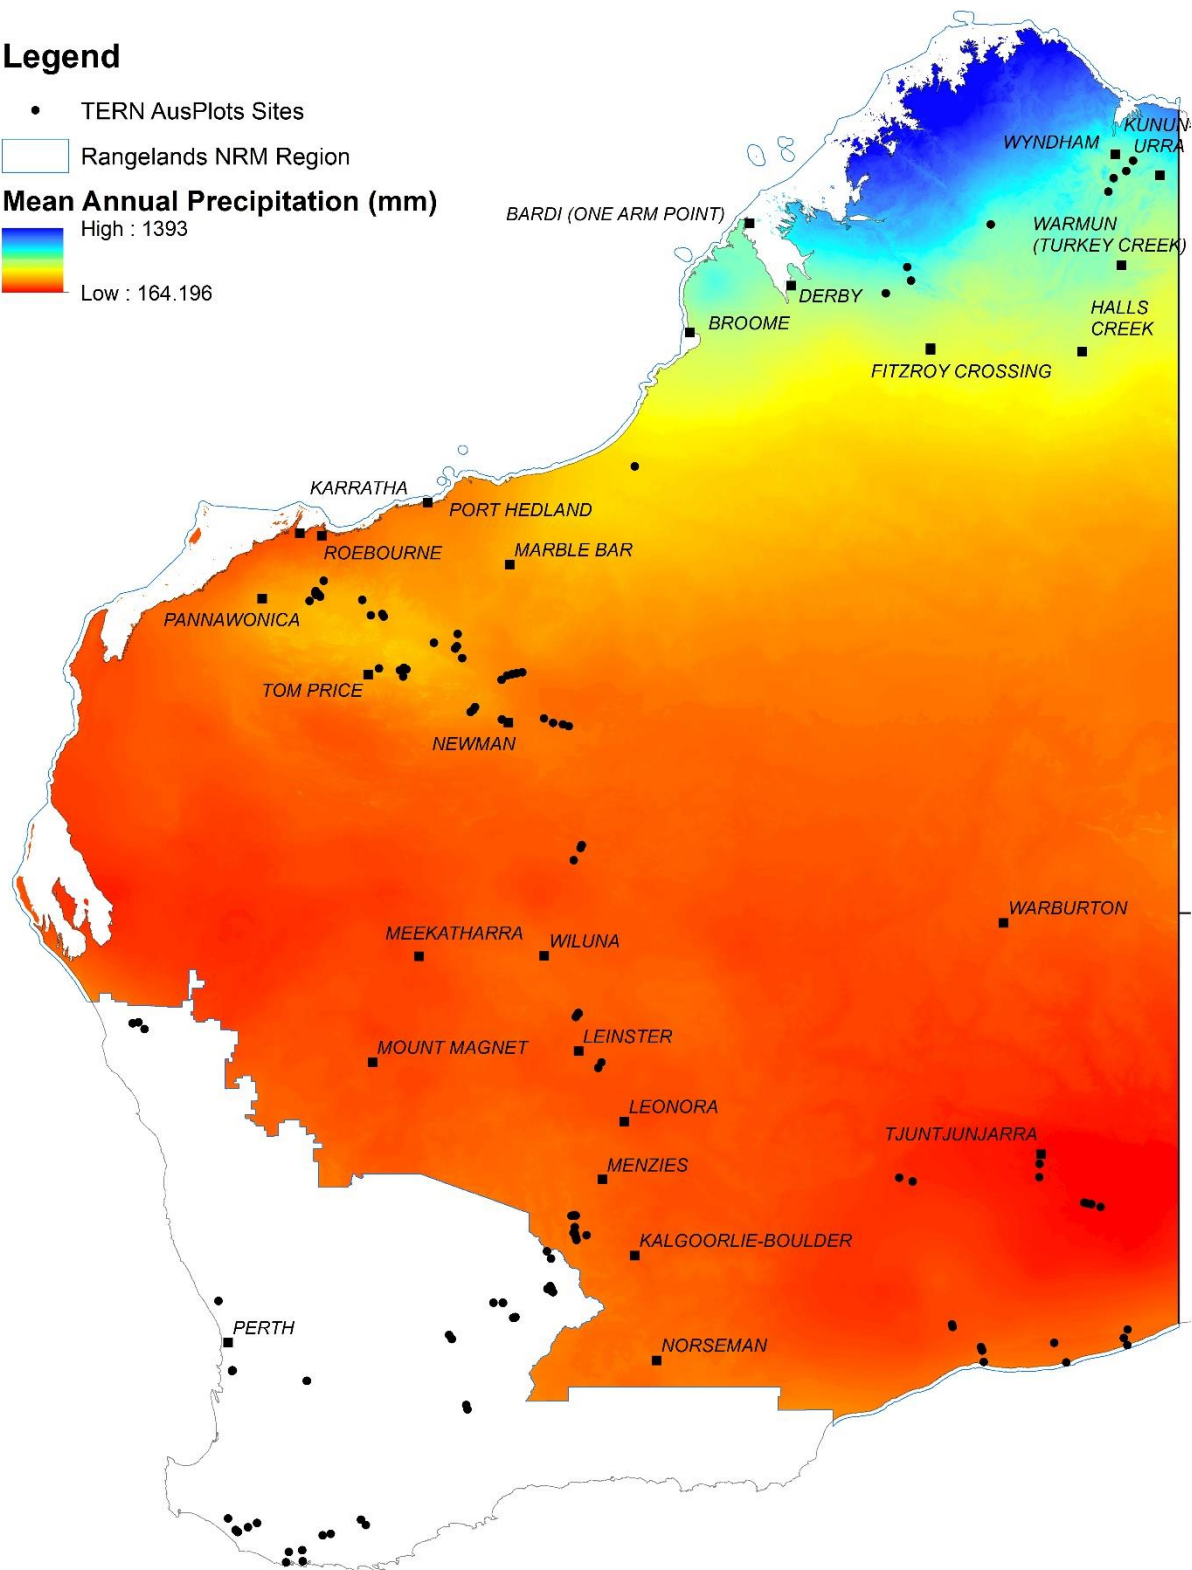 Legend
TERN AusPlots Sites
Rangelands NRM Region
Mean Annual Precipitation (mm)
High : 1393
Low : 164.196
KUNUN-
URRA
WYNDHAM
BARDI (ONE ARM POINT)
WARMUN
(TURKEY CREEK)
DERBY
HALLS
CREEK
BROOME
FITZROY CROSSING
KARRATHA
PORT HEDLAND
ROEBOURNE
MARBLE BAR
PANNAWONICA
TOM PRICE
NEWMAN
WARBURTON
MEEKATHARRA
WILUNA
LEINSTER
MOUNT MAGNET
LEONORA
TJUNTJUNJARRA
MENZIES
KALGOORLIE-BOULDER
PERTH
NORSEMAN